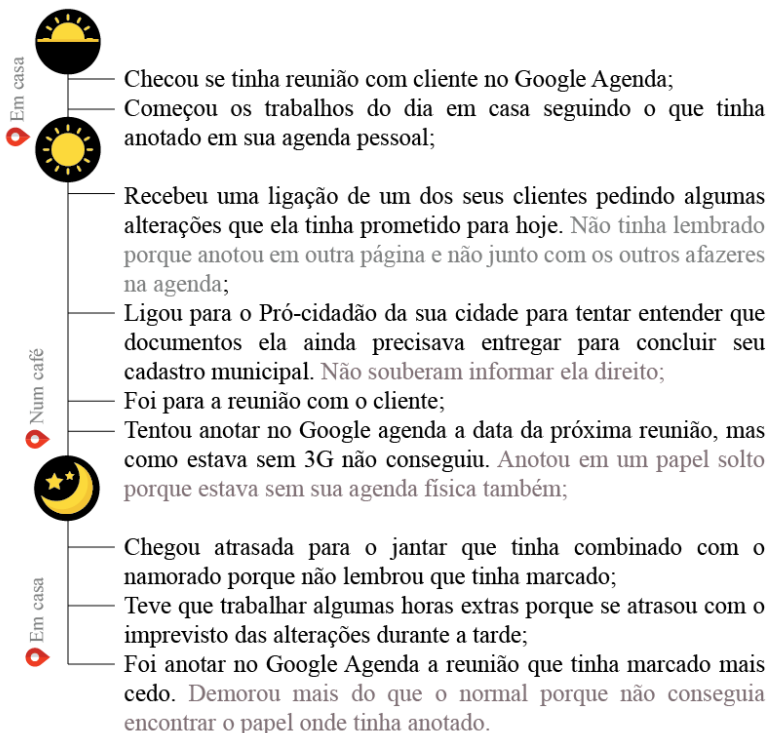 Em casa
Checou se tinha reunião com cliente no Google Agenda;
Começou os trabalhos do dia em casa seguindo o que tinha
anotado em sua agenda pessoal;
Recebeu uma ligação de um dos seus clientes pedindo algumas
alterações que ela tinha prometido para hoje. Não tinha lembrado
porque anotou em outra página e não junto com os outros afazeres
na agenda;
Num café
Ligou para o Pró-cidadão da sua cidade para tentar entender que
documentos ela ainda precisava entregar para concluir seu
cadastro municipal. Não souberam informar ela direito;
Foi para a reunião com o cliente;
Tentou anotar no Google agenda a data da próxima reunião, mas
como estava sem 3G não conseguiu. Anotou em um papel solto
porque estava sem sua agenda física também;
Em casa
Chegou atrasada para o jantar que tinha combinado com o
namorado porque não lembrou que tinha marcado;
Teve que trabalhar algumas horas extras porque se atrasou com o
imprevisto das alterações durante a tarde;
Foi anotar no Google Agenda a reunião que tinha marcado mais
cedo. Demorou mais do que o normal porque não conseguia
encontrar o papel onde tinha anotado.